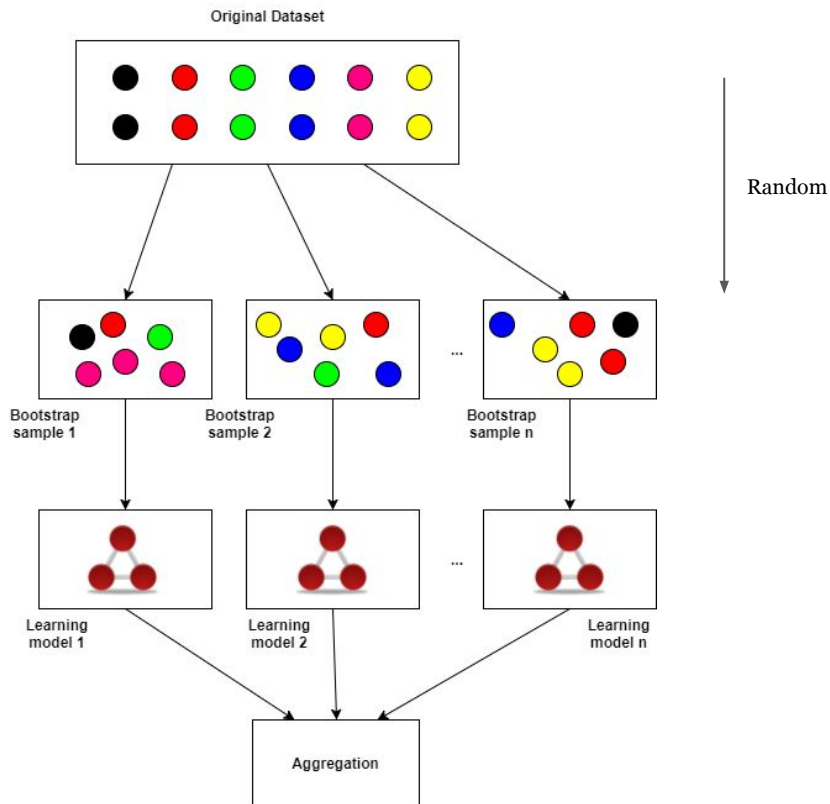 Original Dataset
Random
...
Bootstrap
sample 1
Bootstrap
sample 2
Bootstrap
sample n
...
Learning
model 1
Learning
model 2
Learning
model n
Aggregation